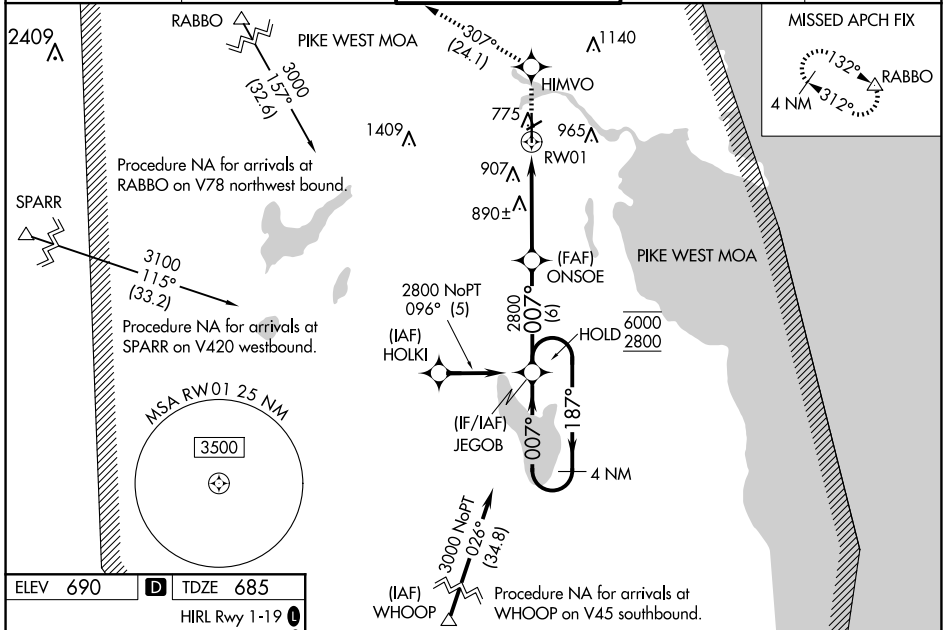 2409
RABBO
3000
157°
(32.6)
PIKE WEST MOA
307°
(24.1)
1140
HIMVO
MISSED APCH FIX
132°
RABBO
4 NM
312°
775
965
1409
RW01
907
890±
Procedure NA for arrivals at
RABBO on V78 northwest bound.
SPARR
3100
115°
(33.2)
Procedure NA for arrivals at
SPARR on V420 westbound.
(FAF)
ONSOE
PIKE WEST MOA
2800 NoPT
096° (5)
2800
007°
(6)
HOLD
6000
2800
(IAF)
HOLKI
(IF/IAF)
JEGOB
007°
187°
4 NM
MSA RW01 25 NM
3500
3000 NoPT
026°
(34.8)
(IAF)
WHOOP
Procedure NA for arrivals at
WHOOP on V45 southbound.
ELEV 690
D
TDZE 685
HIRL Rwy 1-19 L